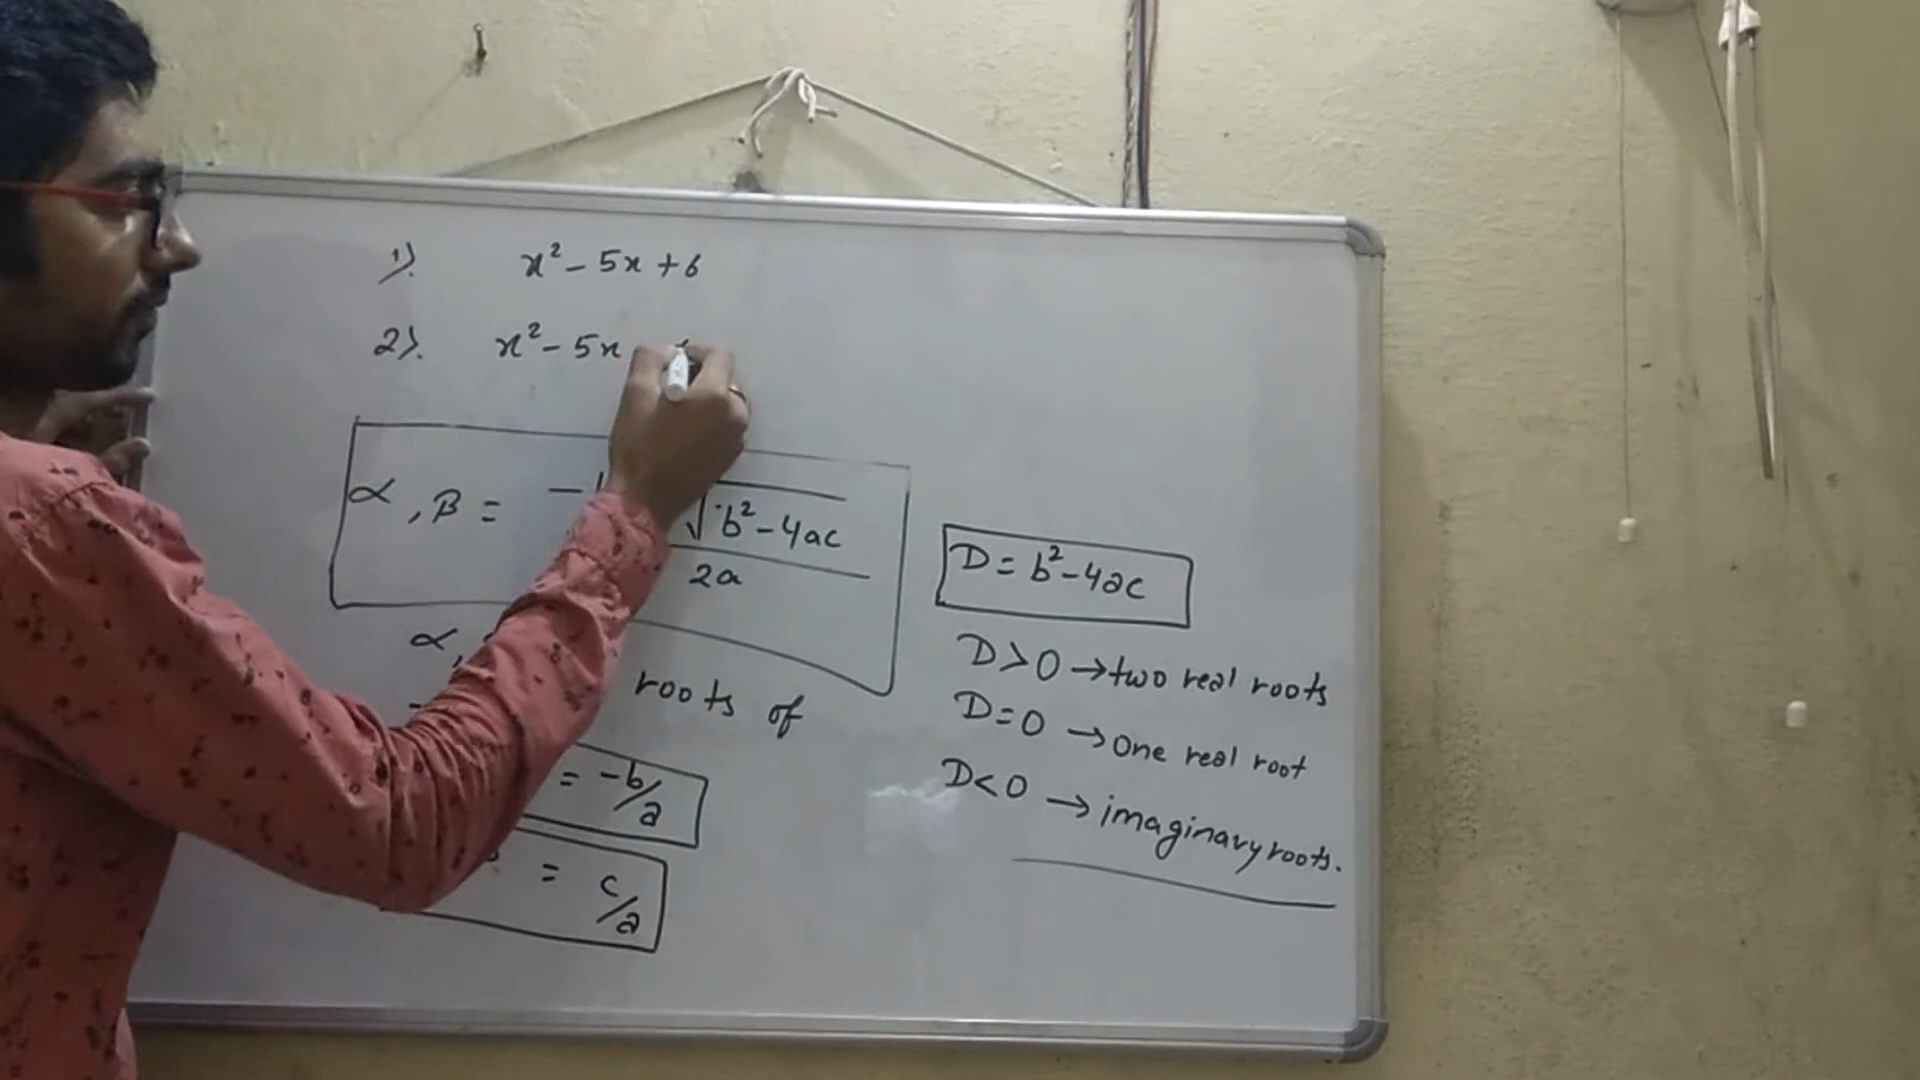 1). x² - 5x + 6
2). x² - 5x
α, β = - √b² - 4ac
2a
D = b² - 4ac
α,
roots of
D > 0 → two real roots
D = 0 → one real root
D < 0 → imaginary roots.
= -b/a
= c/a